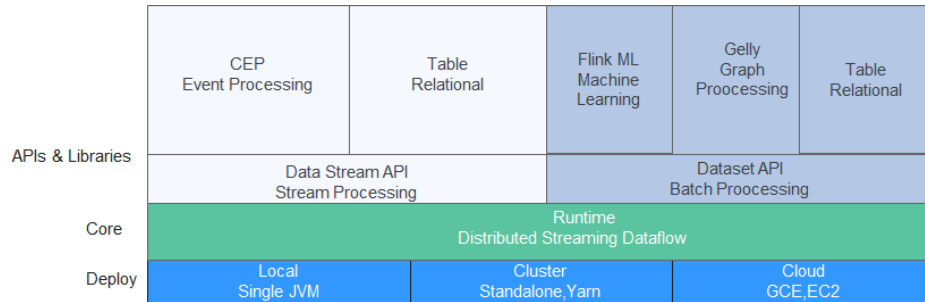 CEP
Event Processing
Table
Relational
Flink ML
Machine
Learning
Gelly
Graph
Proocessing
Table
Relational
APIs & Libraries
Data Stream API
Stream Processing
Dataset API
Batch Proocessing
Core
Runtime
Distributed Streaming Dataflow
Deploy
Local
Single JVM
Cluster
Standalone,Yarn
Cloud
GCE,EC2